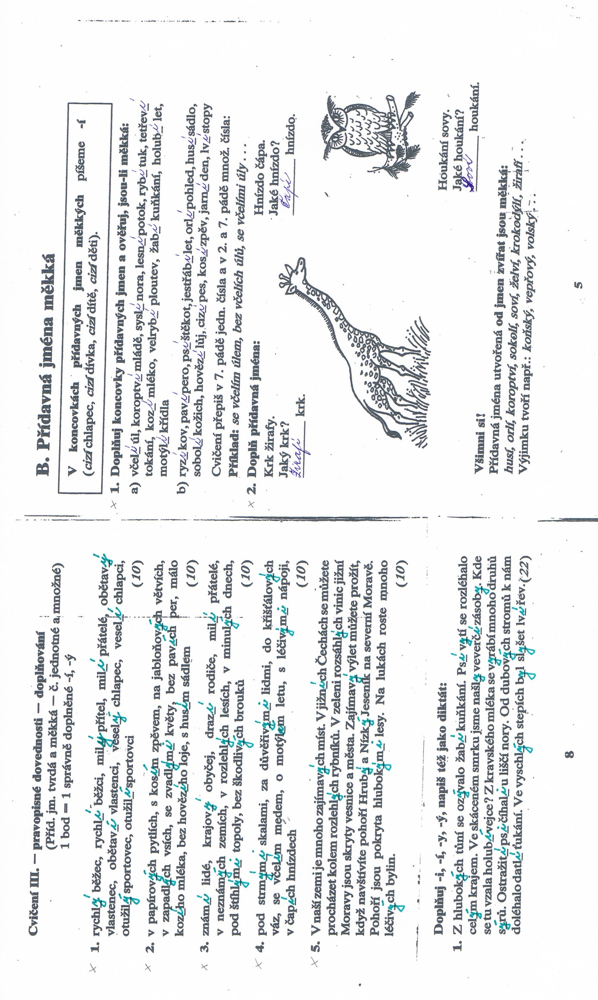 Cvičení III. — pravopisné dovednosti — doplňování
(Příd. jm. tvrdá a měkká — č. jednotné a množné)
1 bod = 1 správně doplněné -í, -ý
x 1. rychlý běžec, rychlí běžci, milý přítel, milí přátelé, obětavý
vlastenec, obětaví vlastenci, veselý chlapec, veselí chlapci,
otužilý sportovec, otužilí sportovci (10)
x 2. v papírových pytlích, s kosím zpěvem, na jabloňových větvích,
v zapadlých vsích, se zvadlými květy, bez pavích per, málo
kozího mléka, bez hovězího loje, s husím sádlem (10)
x 3. známí lidé, krajový obyčej, drazí rodiče, milí přátelé,
v neznámých zemích, v rozlehlých lesích, v minulých dnech,
pod štíhlými topoly, bez škodlivých brouků (10)
x 4. pod strmými skalami, za důvěřivými lidmi, do křišťálových
váz, se včelím medem, o motýlím letu, s léčivými nápoji,
v čapích hnízdech (10)
x 5. V naší zemi je mnoho zajímavých míst. V jižních Čechách se můžete
procházet kolem rozlehlých rybníků. V zeleni rozsáhlých vinic jižní
Moravy jsou skryty vesnice a města. Zajímavý výlet můžete prožít,
když navštívíte pohoří Hrubý a Nízký Jeseník na severní Moravě.
Pohoří jsou pokryta hlubokými lesy. Na lukách roste mnoho
léčivých bylin. (10)
Doplňuj -i, -í, -y, -ý, napiš též jako diktát:
1. Z hlubokých tůní se ozývalo žabí kuňkání. Psí vytí se rozléhalo
celým krajem. Ve skáceném smrku jsme našly veverčí zásoby. Kde
se tu vzala holubí vejce? Z kravského mléka se vyrábí mnoho druhů
sýrů. Ostražití psi číhali u liščí nory. Od dubových stromů k nám
doléhalo datlí ťukání. Ve vyschlých stepích byl slyšet lví řev. (22)
8
B. Přídavná jména měkká
V koncovkách přídavných jmen měkkých píšeme -í
(cizí chlapec, cizí dívka, cizí dítě, cizí děti).
x 1. Doplňuj koncovky přídavných jmen a ověřuj, jsou-li měkká:
a) včelí úl, koroptví mládě, syslí nora, lesní potok, rybí tuk, tetřeví
tokání, kozí mléko, velrybí ploutev, žabí kuňkání, holubí let,
motýlí křídla
b) ryzí kov, paví pero, psí štěkot, jestřábí let, orlí pohled, husí sádlo,
sobolí kožich, hovězí lůj, cizí pes, kosí zpěv, jarní den, lví stopy
Cvičení přepiš v 7. pádě jedn. čísla a v 2. a 7. pádě množ. čísla:
Příklad: se včelím úlem, bez včelích úlů, se včelími úly . . .
x 2. Doplň přídavná jména:
Krk žirafy.
Jaký krk?
Žirafí krk.
Hnízdo čápa.
Jaké hnízdo?
Čapí hnízdo.
Houkání sovy.
Jaké houkání?
Soví houkání.
Všimni si!
Přídavná jména utvořená od jmen zvířat jsou měkká:
husí, orlí, koroptví, sokolí, soví, želví, krokodýlí, žirafí . . .
Výjimku tvoří např.: koňský, vepřový, volský . . .
5